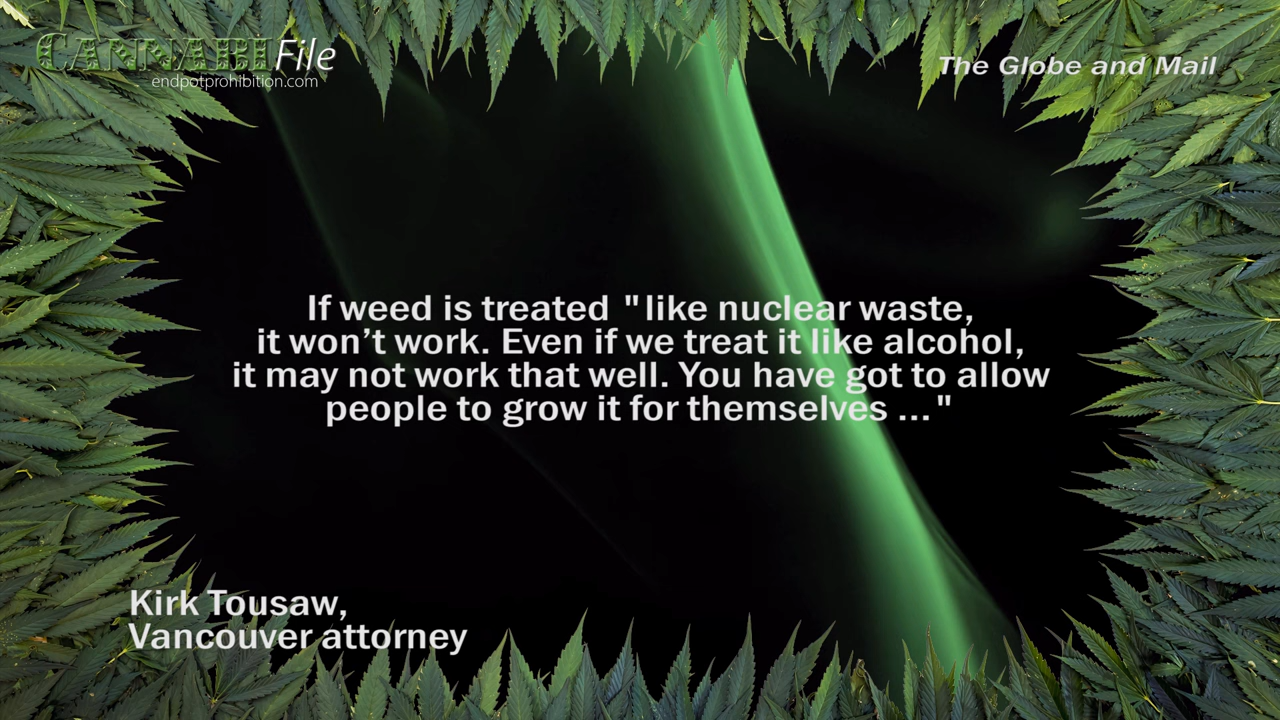 CANNABIFile
endpotprohibition.com
The Globe and Mail
If weed is treated "like nuclear waste,
it won’t work. Even if we treat it like alcohol,
it may not work that well. You have got to allow
people to grow it for themselves ..."
Kirk Tousaw,
Vancouver attorney